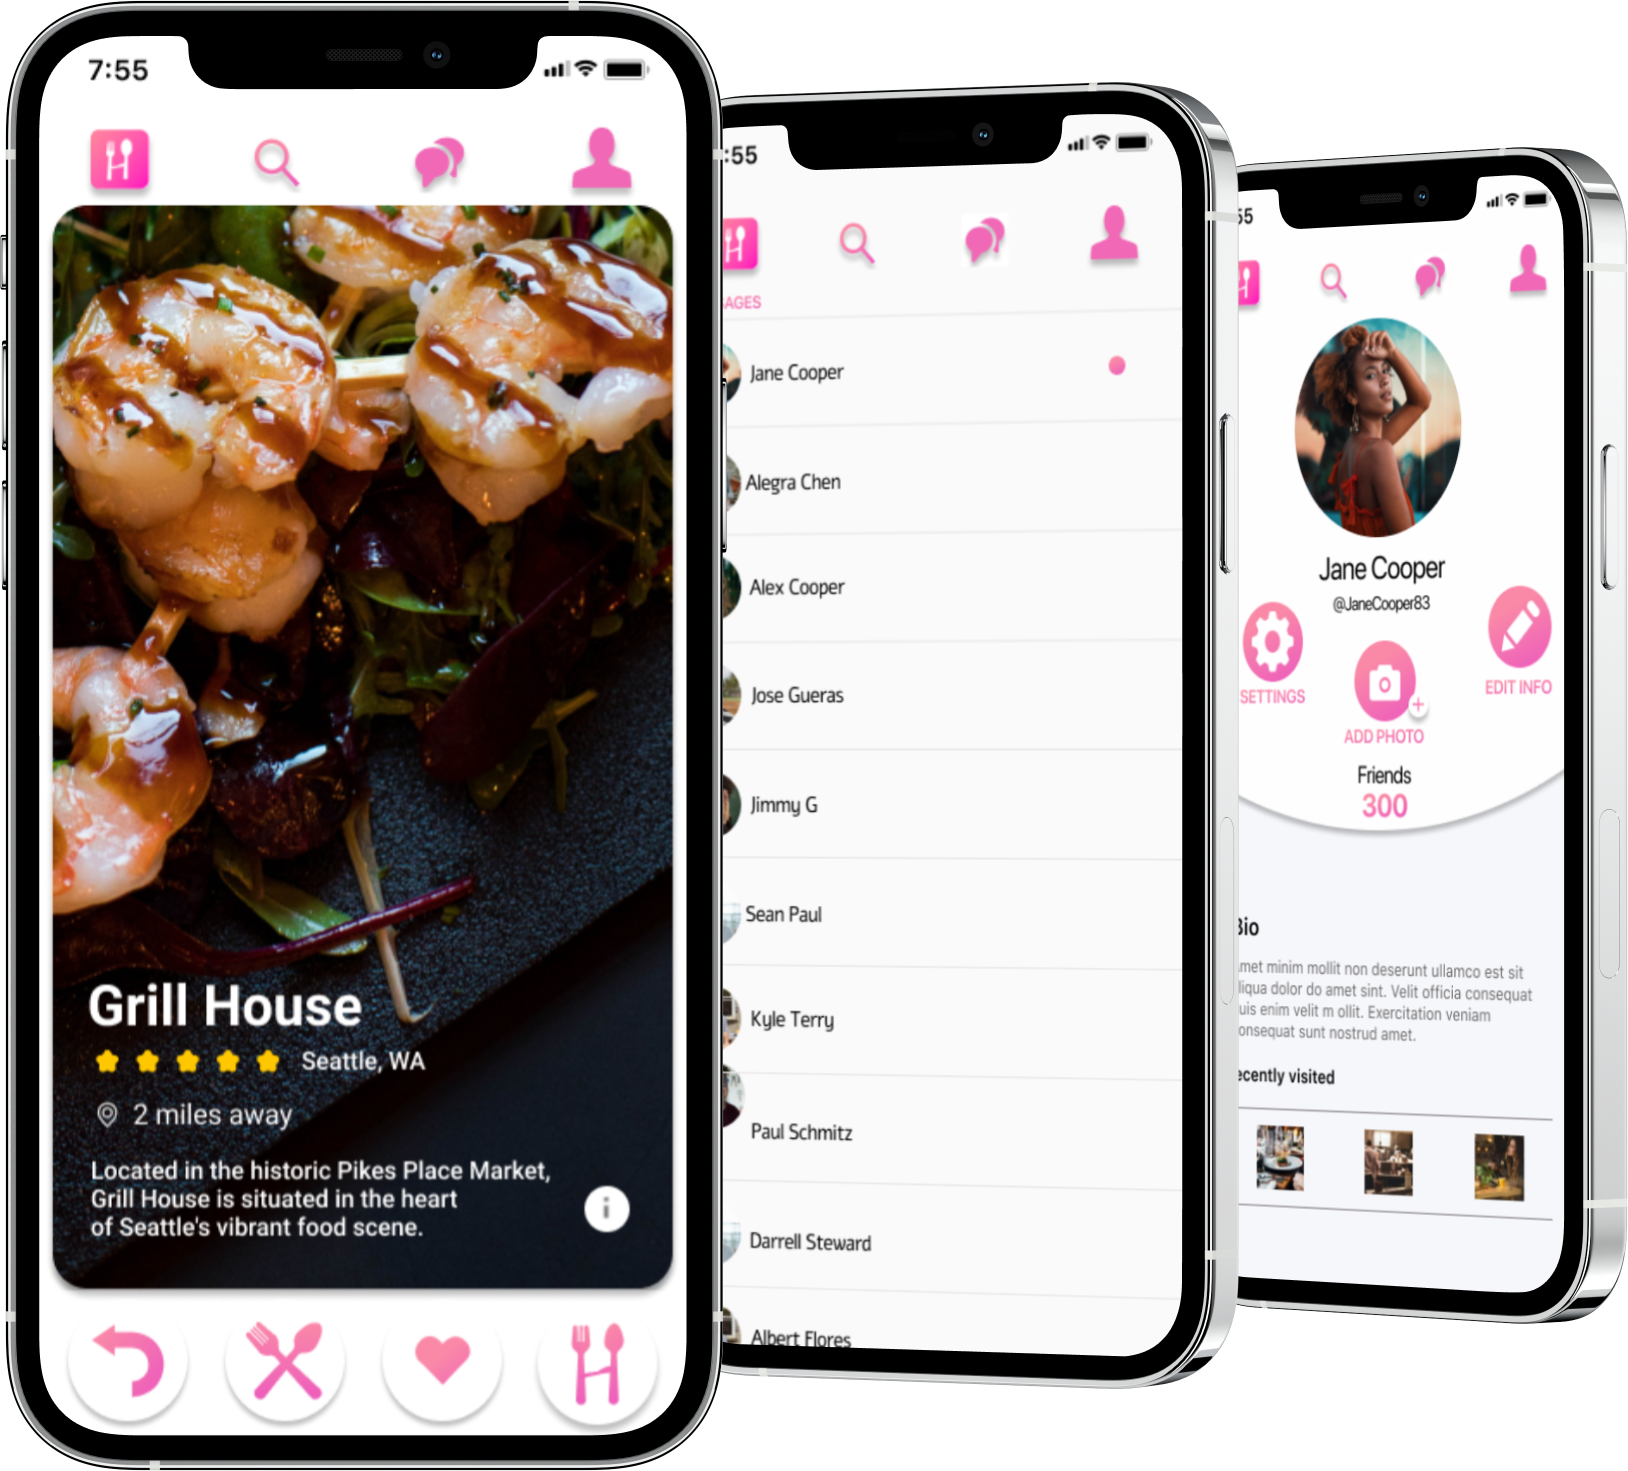 7:55
Grill House
Seattle, WA
2 miles away
Located in the historic Pikes Place Market,
Grill House is situated in the heart
of Seattle's vibrant food scene.
i
:55
AGES
Jane Cooper
Alegra Chen
Alex Cooper
Jose Gueras
Jimmy G
Sean Paul
Kyle Terry
Paul Schmitz
Darrell Steward
Albert Flores
55
Jane Cooper
@JaneCooper83
SETTINGS
EDIT INFO
ADD PHOTO
Friends
300
Bio
met minim mollit non deserunt ullamco est sit
liqua dolor do amet sint. Velit officia consequat
uis enim velit m ollit. Exercitation veniam
onsequat sunt nostrud amet.
ecently visited